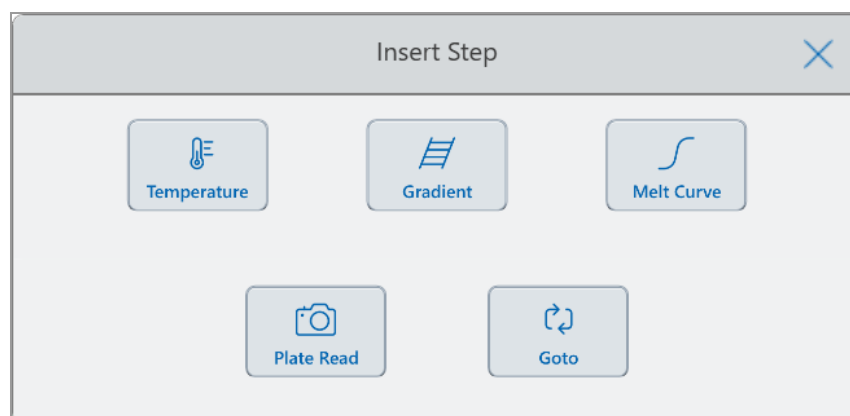 Insert Step
Temperature
Gradient
Melt Curve
Plate Read
Goto